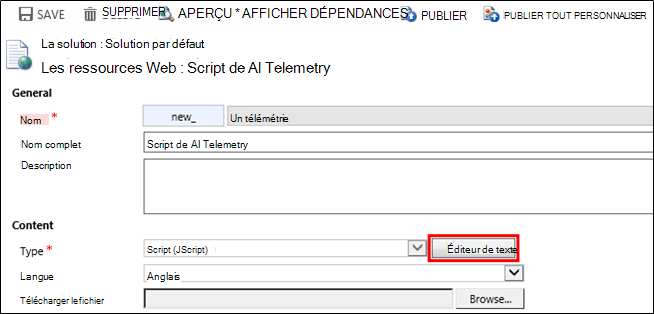 SAVE SUPPRIMER APERÇU * AFFICHER DÉPENDANCES PUBLIER PUBLIER TOUT PERSONNALISER
La solution : Solution par défaut
Les ressources Web : Script de AI Telemetry
General
Nom * new_ Un télémétrie
Nom complet Script de AI Telemetry
Description
Content
Type * Script (JScript) Éditeur de texte
Langue Anglais
Télécharger le fichier Browse...